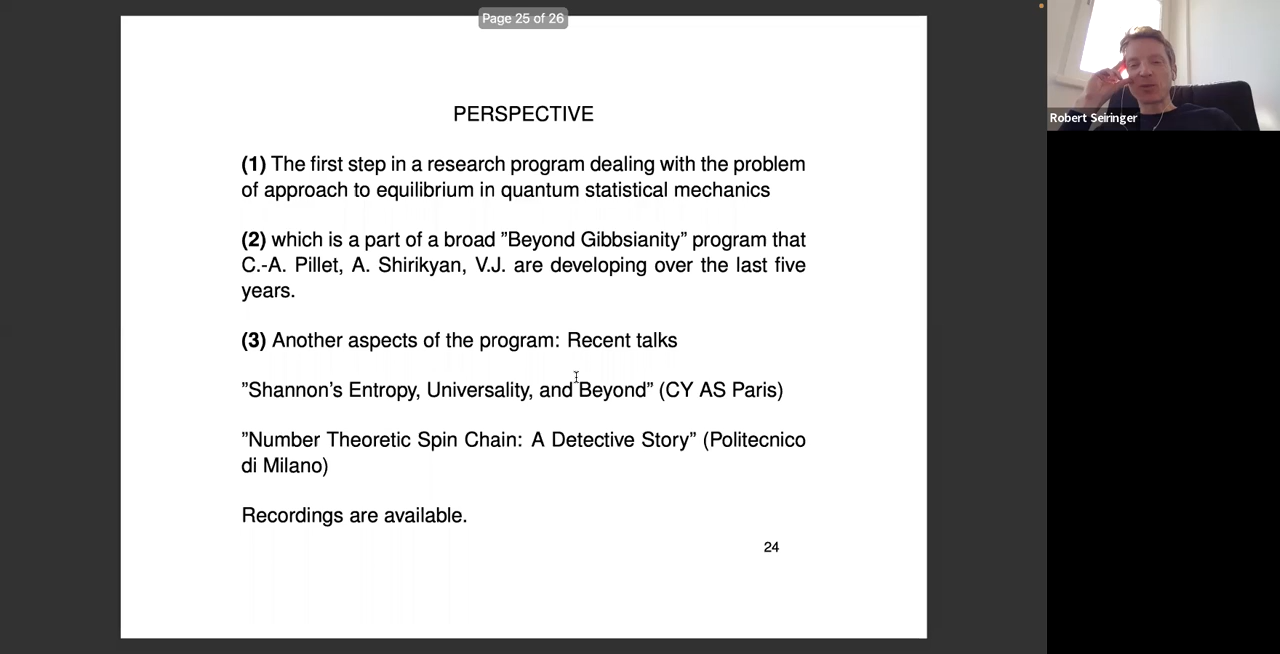 Page 25 of 26
PERSPECTIVE
(1) The first step in a research program dealing with the problem
of approach to equilibrium in quantum statistical mechanics
(2) which is a part of a broad ”Beyond Gibbsianity” program that
C.-A. Pillet, A. Shirikyan, V.J. are developing over the last five
years.
(3) Another aspects of the program: Recent talks
”Shannon’s Entropy, Universality, and Beyond” (CY AS Paris)
”Number Theoretic Spin Chain: A Detective Story” (Politecnico
di Milano)
Recordings are available.
24
Robert Seiringer